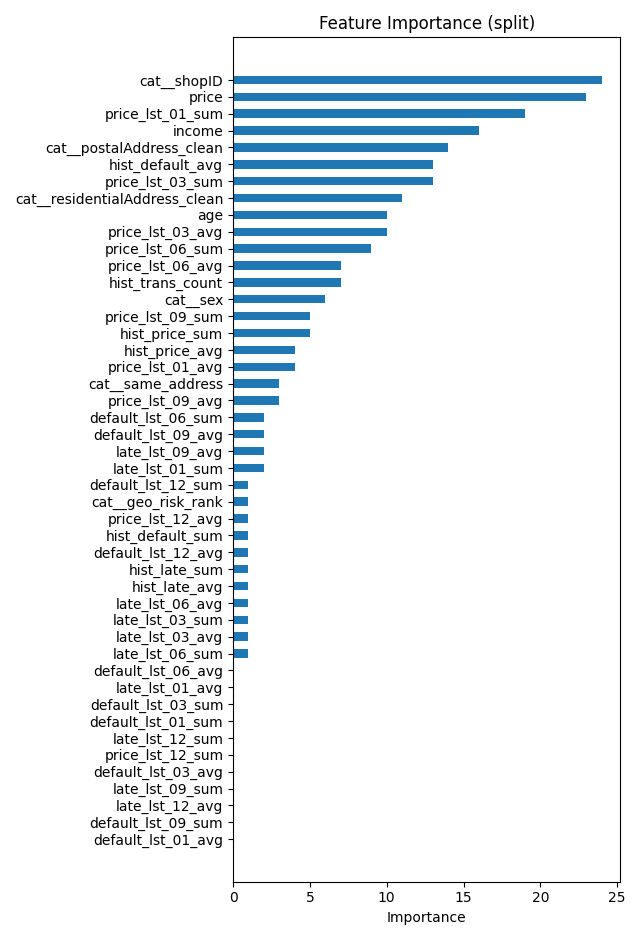 Feature Importance (split)
cat__shopID
price
price_lst_01_sum
income
cat__postalAddress_clean
hist_default_avg
price_lst_03_sum
cat__residentialAddress_clean
age
price_lst_03_avg
price_lst_06_sum
price_lst_06_avg
hist_trans_count
cat__sex
price_lst_09_sum
hist_price_sum
hist_price_avg
price_lst_01_avg
cat__same_address
price_lst_09_avg
default_lst_06_sum
default_lst_09_avg
late_lst_09_avg
late_lst_01_sum
default_lst_12_sum
cat__geo_risk_rank
price_lst_12_avg
hist_default_sum
default_lst_12_avg
hist_late_sum
hist_late_avg
late_lst_06_avg
late_lst_03_sum
late_lst_03_avg
late_lst_06_sum
default_lst_06_avg
late_lst_01_avg
default_lst_03_sum
default_lst_01_sum
late_lst_12_sum
price_lst_12_sum
default_lst_03_avg
late_lst_09_sum
late_lst_12_avg
default_lst_09_sum
default_lst_01_avg
0 5 10 15 20 25
Importance